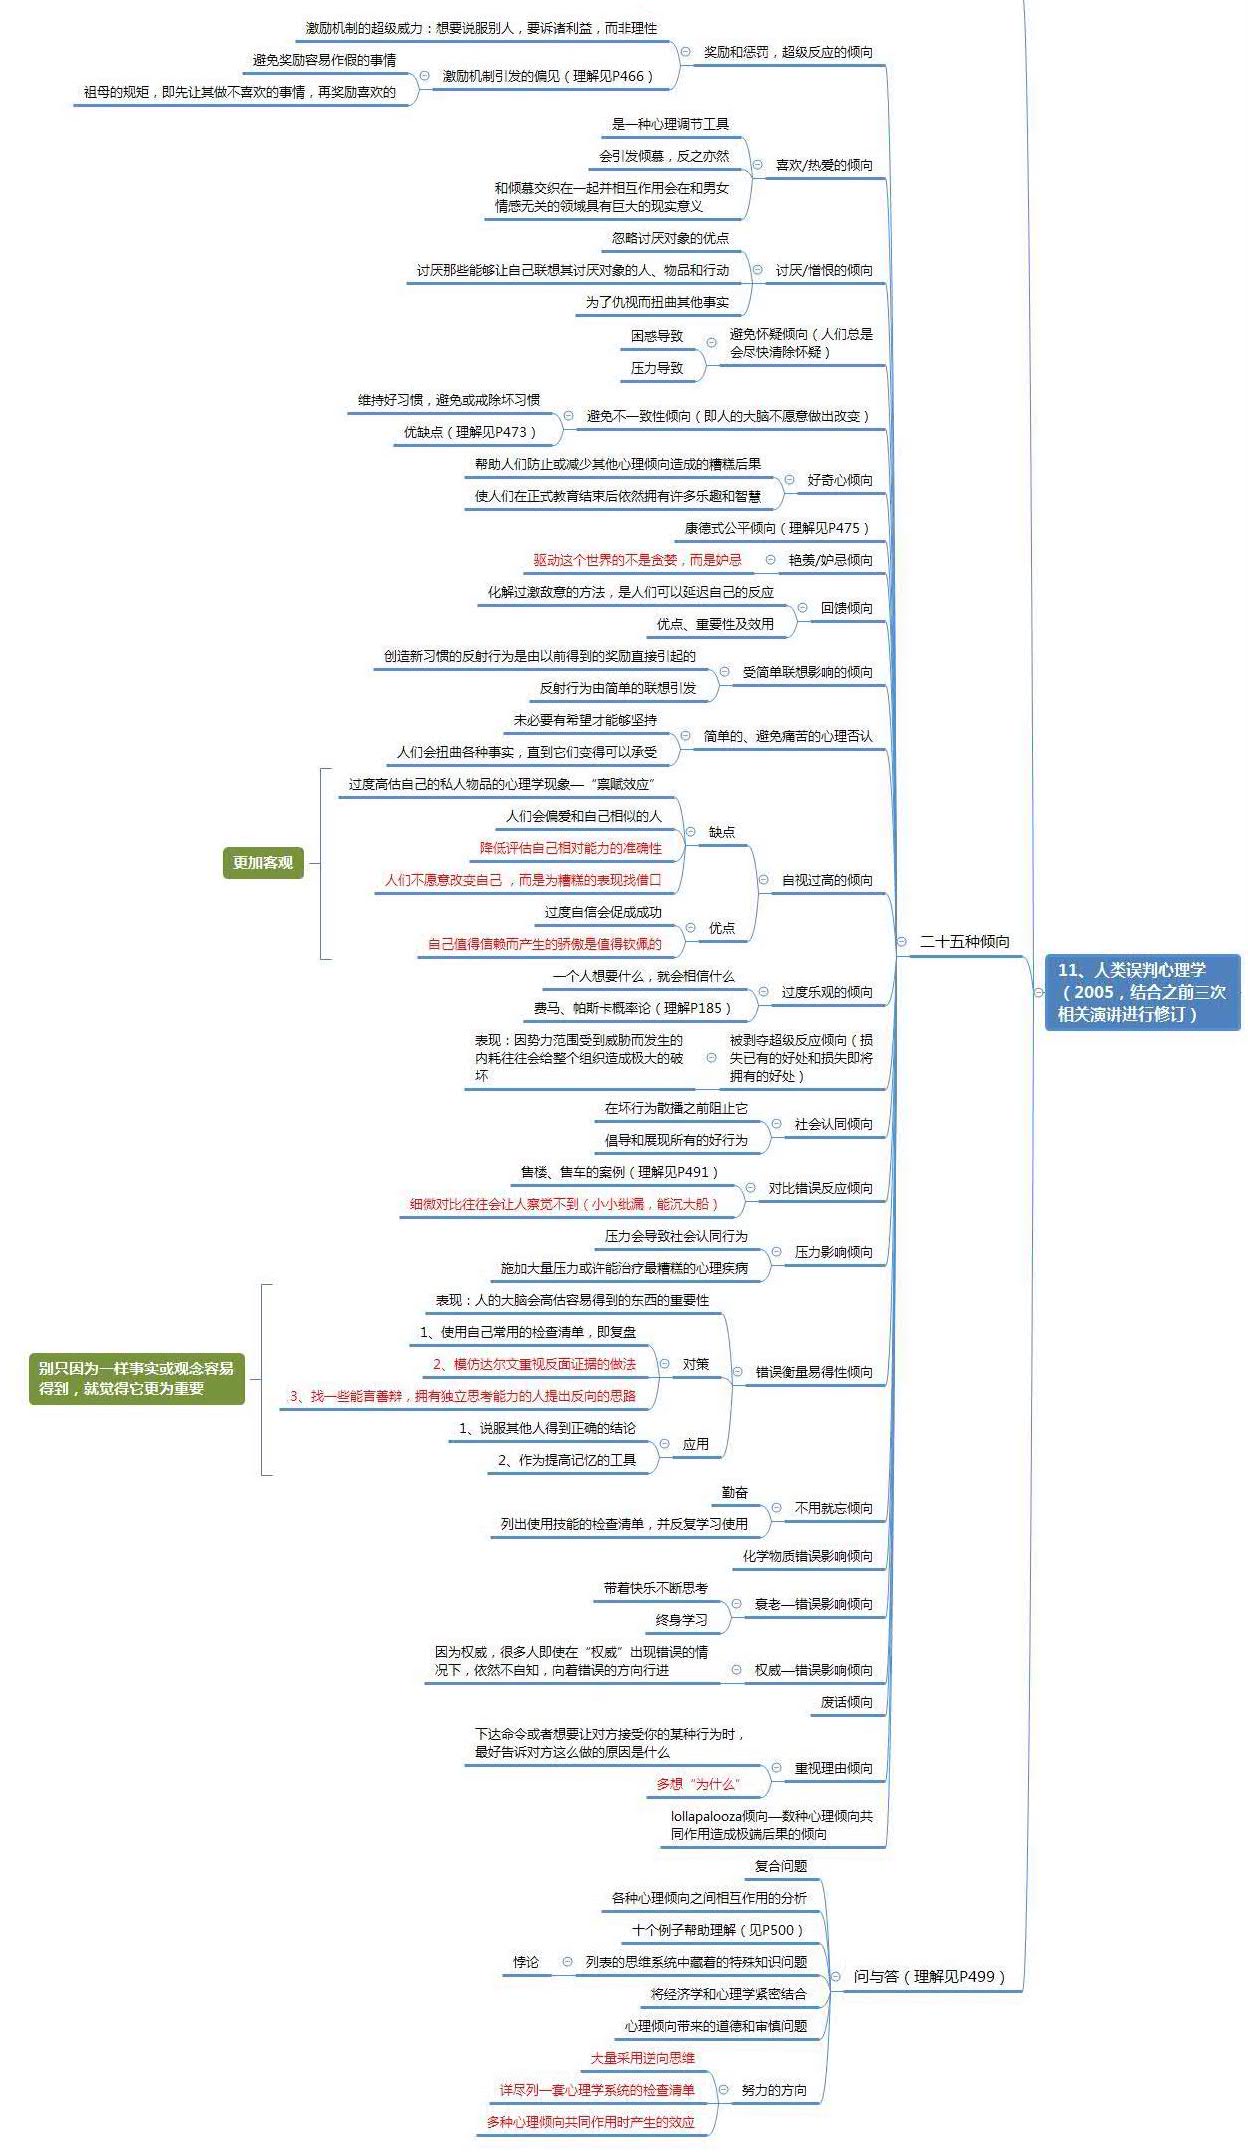 激励机制的超级威力：想要说服别人，要诉诸利益，而非理性
奖励和惩罚，超级反应的倾向
避免奖励容易作假的事情
激励机制引发的偏见（理解见P466）
祖母的规矩，即先让其做不喜欢的事情，再奖励喜欢的
是一种心理调节工具
会引发倾慕，反之亦然
喜欢/热爱的倾向
和倾慕交织在一起并相互作用会在和男女
情感无关的领域具有巨大的现实意义
忽略讨厌对象的优点
讨厌那些能够让自己联想其讨厌对象的人、物品和行动
讨厌/憎恨的倾向
为了仇视而扭曲其他事实
困惑导致
避免怀疑倾向（人们总是
会尽快清除怀疑）
压力导致
维持好习惯，避免或戒除坏习惯
避免不一致性倾向（即人的大脑不愿意做出改变）
优缺点（理解见P473）
帮助人们防止或减少其他心理倾向造成的糟糕后果
好奇心倾向
使人们在正式教育结束后依然拥有许多乐趣和智慧
康德式公平倾向（理解见P475）
驱动这个世界的不是贪婪，而是妒忌
艳羡/妒忌倾向
化解过激敌意的方法，是人们可以延迟自己的反应
回馈倾向
优点、重要性及效用
创造新习惯的反射行为是由以前得到的奖励直接引起的
受简单联想影响的倾向
反射行为由简单的联想引发
未必要有希望才能够坚持
简单的、避免痛苦的心理否认
人们会扭曲各种事实，直到它们变得可以承受
过度高估自己的私人物品的心理学现象—“禀赋效应”
人们会偏爱和自己相似的人
缺点
降低评估自己相对能力的准确性
更加客观
人们不愿意改变自己 ，而是为糟糕的表现找借口
自视过高的倾向
过度自信会促成成功
优点
自己值得信赖而产生的骄傲是值得钦佩的
二十五种倾向
11、人类误判心理学
（2005，结合之前三次
相关演讲进行修订）
一个人想要什么，就会相信什么
过度乐观的倾向
费马、帕斯卡概率论（理解P185）
表现：因势力范围受到威胁而发生的
内耗往往会给整个组织造成极大的破
坏
被剥夺超级反应倾向（损
失已有的好处和损失即将
拥有的好处）
在坏行为散播之前阻止它
社会认同倾向
倡导和展现所有的好行为
售楼、售车的案例（理解见P491）
对比错误反应倾向
细微对比往往会让人察觉不到（小小纰漏，能沉大船）
压力会导致社会认同行为
压力影响倾向
施加大量压力或许能治疗最糟糕的心理疾病
表现：人的大脑会高估容易得到的东西的重要性
1、使用自己常用的检查清单，即复盘
2、模仿达尔文重视反面证据的做法
对策
错误衡量易得性倾向
别只因为一样事实或观念容易
得到，就觉得它更为重要
3、找一些能言善辩，拥有独立思考能力的人提出反向的思路
1、说服其他人得到正确的结论
应用
2、作为提高记忆的工具
勤奋
不用就忘倾向
列出使用技能的检查清单，并反复学习使用
化学物质错误影响倾向
带着快乐不断思考
衰老—错误影响倾向
终身学习
因为权威，很多人即使在“权威”出现错误的情
况下，依然不自知，向着错误的方向行进
权威—错误影响倾向
废话倾向
下达命令或者想要让对方接受你的某种行为时，
最好告诉对方这么做的原因是什么
重视理由倾向
多想“为什么”
lollapalooza倾向—数种心理倾向共
同作用造成极端后果的倾向
复合问题
各种心理倾向之间相互作用的分析
十个例子帮助理解（见P500）
悖论
列表的思维系统中藏着的特殊知识问题
问与答（理解见P499）
将经济学和心理学紧密结合
心理倾向带来的道德和审慎问题
大量采用逆向思维
详尽列一套心理学系统的检查清单
努力的方向
多种心理倾向共同作用时产生的效应